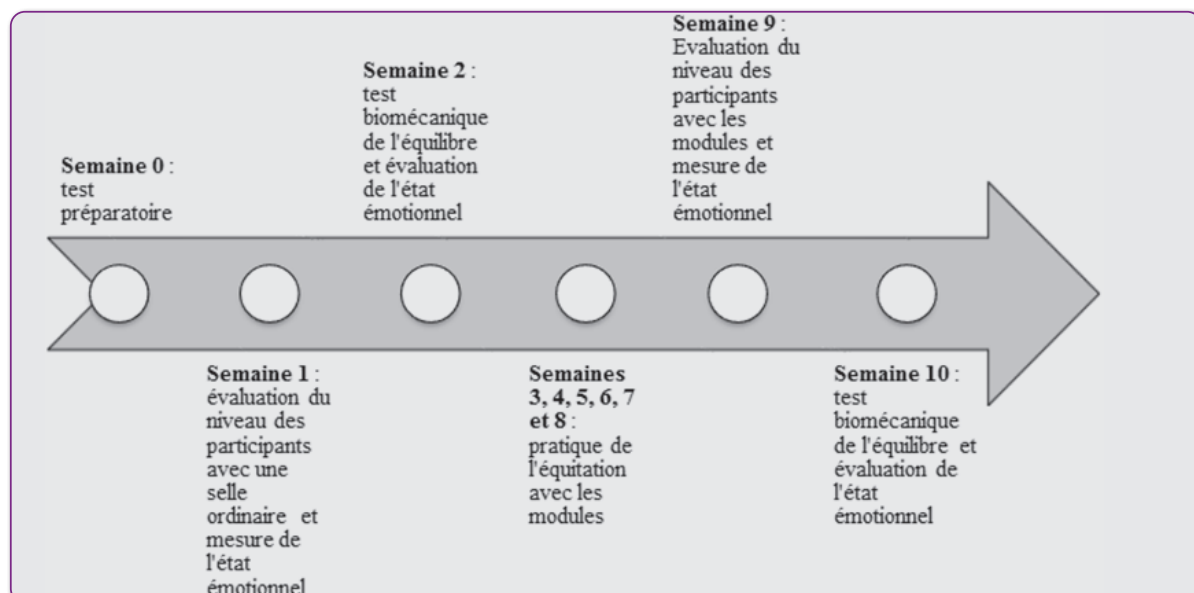 Semaine 0 :
test
préparatoire
Semaine 1 :
évaluation du
niveau des
participants
avec une
selle
ordinaire et
mesure de
l'état
émotionnel
Semaine 2 :
test
biomécanique
de l'équilibre
et évaluation
de l'état
émotionnel
Semaines
3, 4, 5, 6, 7
et 8 :
pratique de
l'équitation
avec les
modules
Semaine 9 :
Evaluation du
niveau des
participants
avec les
modules et
mesure de
l'état
émotionnel
Semaine 10 :
test
biomécanique
de l'équilibre et
évaluation de
l'état
émotionnel